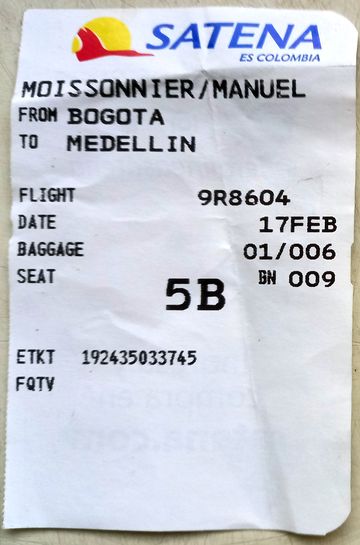 SATENA
ES COLOMBIA
MOISSONNIER/MANUEL
FROM BOGOTA
TO MEDELLIN
FLIGHT 9R8604
DATE 17FEB
BAGGAGE 01/006
SEAT 5B BN 009
ETKT 192435033745
FQTV